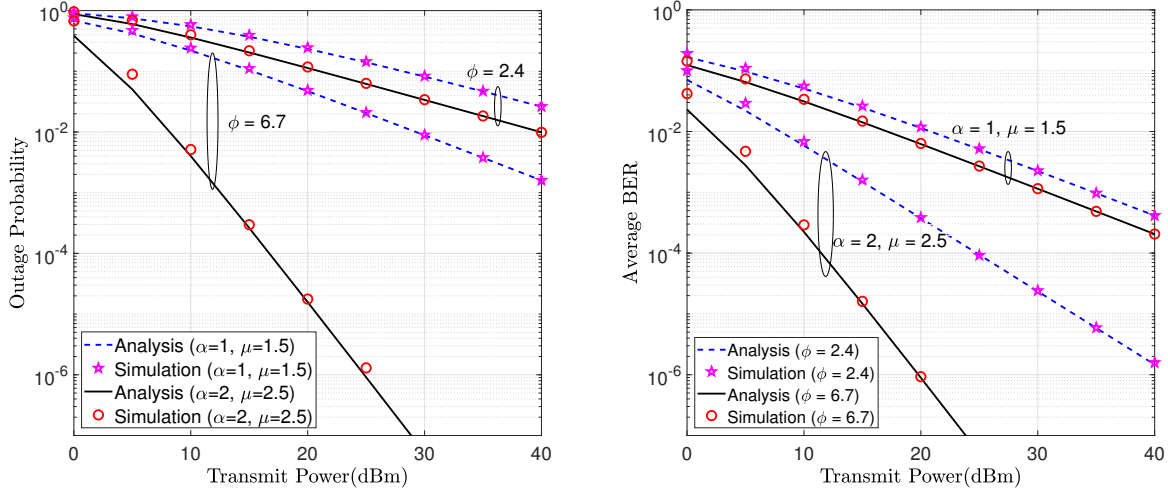 10^0
10^-2
10^-4
10^-6
Outage Probability
ϕ = 2.4
ϕ = 6.7
Analysis (α=1, μ=1.5)
Simulation (α=1, μ=1.5)
Analysis (α=2, μ=2.5)
Simulation (α=2, μ=2.5)
0 10 20 30 40
Transmit Power(dBm)
10^0
10^-2
10^-4
10^-6
Average BER
α = 1, μ = 1.5
α = 2, μ = 2.5
Analysis (ϕ = 2.4)
Simulation (ϕ = 2.4)
Analysis (ϕ = 6.7)
Simulation (ϕ = 6.7)
0 10 20 30 40
Transmit Power(dBm)